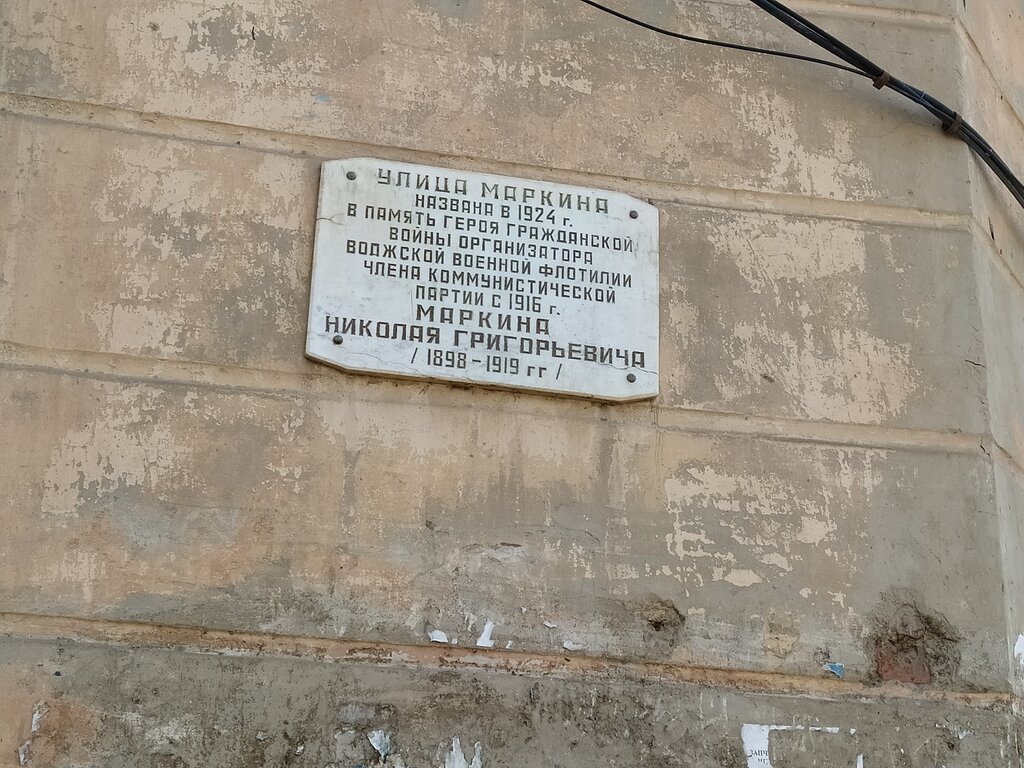 УЛИЦА МАРКИНА
НАЗВАНА В 1924 г.
В ПАМЯТЬ ГЕРОЯ ГРАЖДАНСКОЙ
ВОЙНЫ ОРГАНИЗАТОРА
ВОЛЖСКОЙ ВОЕННОЙ ФЛОТИЛИИ
ЧЛЕНА КОММУНИСТИЧЕСКОЙ
ПАРТИИ С 1916 г.
МАРКИНА
НИКОЛАЯ ГРИГОРЬЕВИЧА
/ 1898-1919 гг /